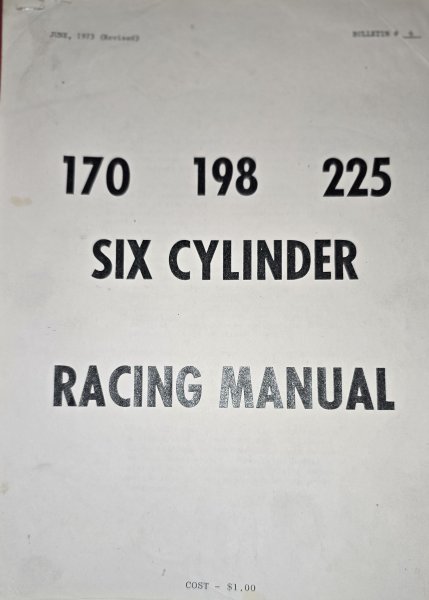 JUNE, 1973 (Revised) BULLETIN #
170 198 225
SIX CYLINDER
RACING MANUAL
COST - $1.00